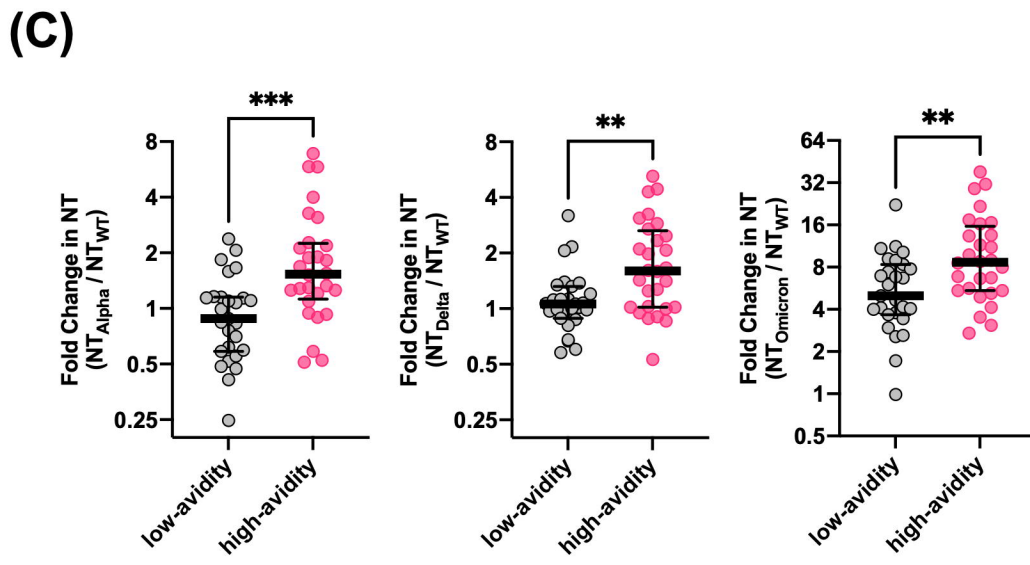 (C)
***
Fold Change in NT
(NTAlpha / NTWT)
8
4
2
1
0.5
0.25
low-avidity
high-avidity
**
Fold Change in NT
(NTDelta / NTWT)
8
4
2
1
0.5
0.25
low-avidity
high-avidity
**
Fold Change in NT
(NTOmicron / NTWT)
64
32
16
8
4
2
1
0.5
low-avidity
high-avidity